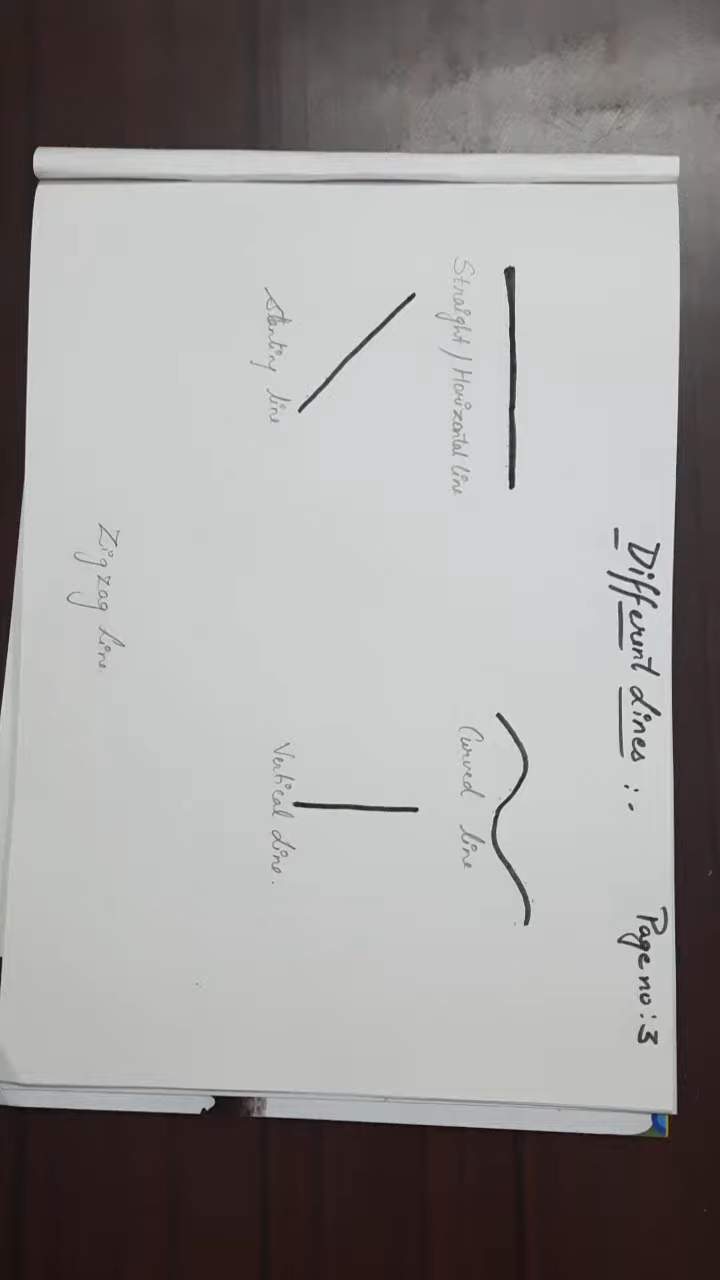 Different Lines :-
Page no : 3
Straight / Horizontal line
Curved line
Slanting line
Vertical Line.
Zigzag Line.